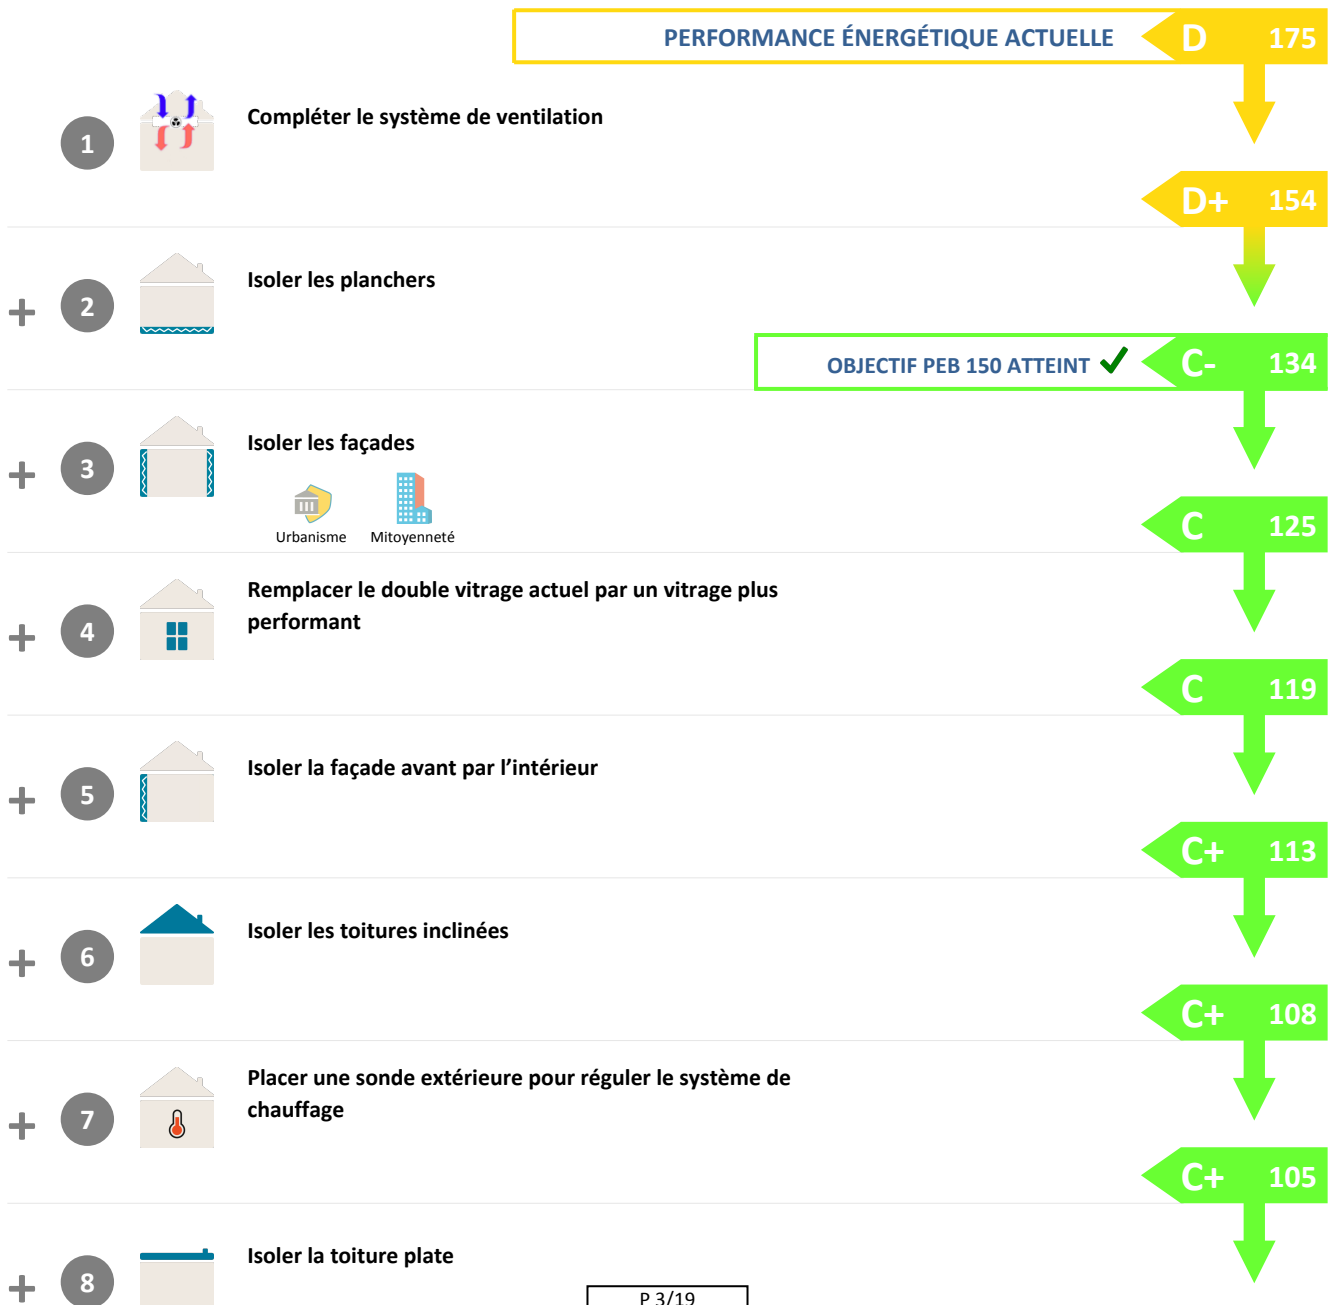 PERFORMANCE ÉNERGÉTIQUE ACTUELLE D 175
1 Compléter le système de ventilation
D+ 154
+ 2 Isoler les planchers
OBJECTIF PEB 150 ATTEINT ✔ C- 134
+ 3 Isoler les façades
Urbanisme Mitoyenneté
C 125
+ 4 Remplacer le double vitrage actuel par un vitrage plus
performant
C 119
+ 5 Isoler la façade avant par l’intérieur
C+ 113
+ 6 Isoler les toitures inclinées
C+ 108
+ 7 Placer une sonde extérieure pour réguler le système de
chauffage
C+ 105
+ 8 Isoler la toiture plate
P 3/19